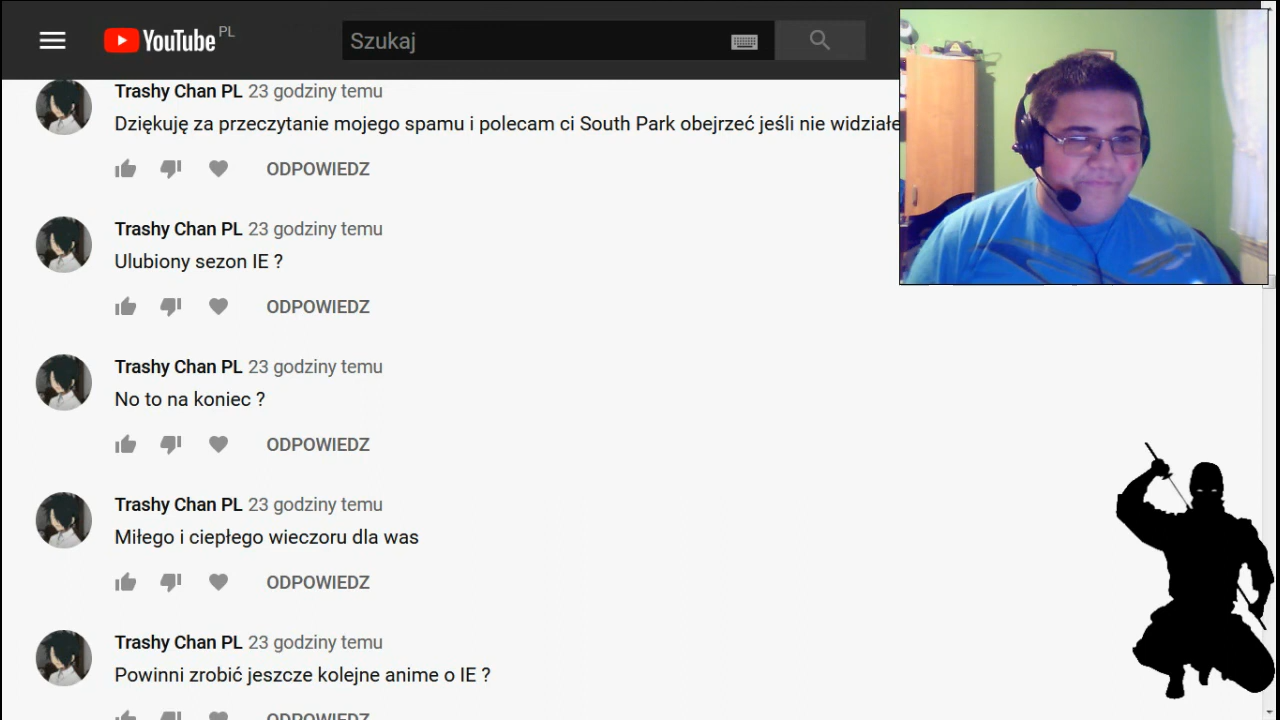 YouTube PL
Szukaj
Trashy Chan PL 23 godziny temu
Dziękuję za przeczytanie mojego spamu i polecam ci South Park obejrzeć jeśli nie widziałe
ODPOWIEDZ
Trashy Chan PL 23 godziny temu
Ulubiony sezon IE ?
ODPOWIEDZ
Trashy Chan PL 23 godziny temu
No to na koniec ?
ODPOWIEDZ
Trashy Chan PL 23 godziny temu
Miłego i ciepłego wieczoru dla was
ODPOWIEDZ
Trashy Chan PL 23 godziny temu
Powinni zrobić jeszcze kolejne anime o IE ?
ODPOWIEDZ